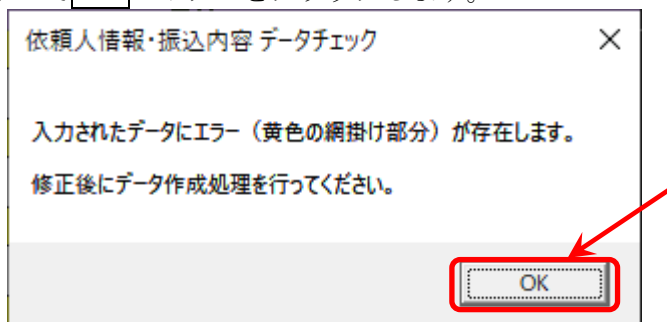 依頼人情報・振込内容 データチェック
入力されたデータにエラー（黄色の網掛け部分）が存在します。
修正後にデータ作成処理を行ってください。
OK